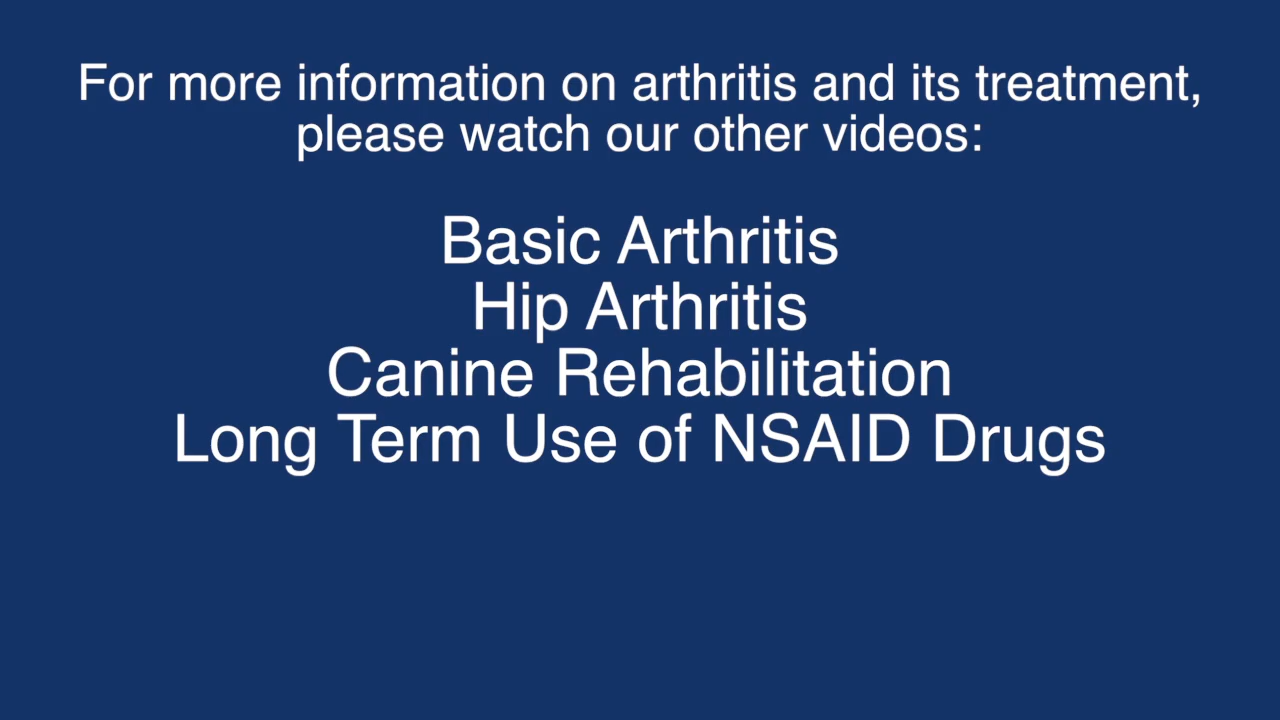 For more information on arthritis and its treatment,
please watch our other videos:
Basic Arthritis
Hip Arthritis
Canine Rehabilitation
Long Term Use of NSAID Drugs